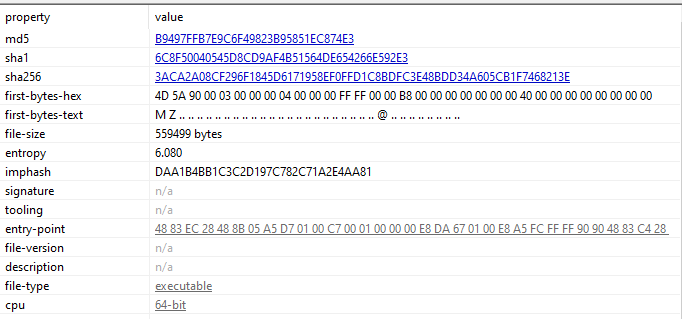 property value
md5 B9497FFB7E9C6F49823B95851EC874E3
sha1 6C8F50040545D8CD9AF4B51564DE654266E592E3
sha256 3ACA2A08CF296F1845D6171958EF0FFD1C8BDFC3E48BDD34A605CB1F7468213E
first-bytes-hex 4D 5A 90 00 03 00 00 00 04 00 00 00 FF FF 00 00 B8 00 00 00 00 00 00 00 40 00 00 00 00 00 00 00
first-bytes-text M Z .. .. .. .. .. .. .. .. .. .. .. .. .. .. .. .. .. .. .. .. .. .. @ .. .. .. .. .. .. ..
file-size 559499 bytes
entropy 6.080
imphash DAA1B4BB1C3C2D197C782C71A2E4AA81
signature n/a
tooling n/a
entry-point 48 83 EC 28 48 8B 05 A5 D7 01 00 C7 00 01 00 00 00 E8 DA 67 01 00 E8 A5 FC FF FF 90 90 48 83 C4 28
file-version n/a
description n/a
file-type executable
cpu 64-bit